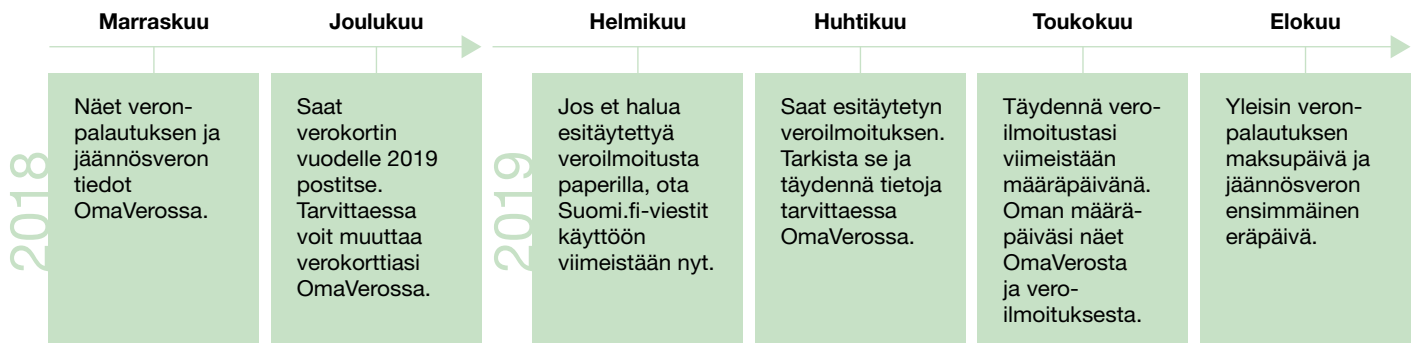 Marraskuu
Joulukuu
Helmikuu
Huhtikuu
Toukokuu
Elokuu
2018
Näet veron-
palautuksen ja
jäännösveron
tiedot
OmaVerossa.
Saat
verokortin
vuodelle 2019
postitse.
Tarvittaessa
voit muuttaa
verokorttiasi
OmaVerossa.
2019
Jos et halua
esitäytettyä
veroilmoitusta
paperilla, ota
Suomi.fi-viestit
käyttöön
viimeistään nyt.
Saat esitäytetyn
veroilmoituksen.
Tarkista se ja
täydennä tietoja
tarvittaessa
OmaVerossa.
Täydennä vero-
ilmoitustasi
viimeistään
määräpäivänä.
Oman määrä-
päiväsi näet
OmaVerosta
ja vero-
ilmoituksesta.
Yleisin veron-
palautuksen
maksupäivä ja
jäännösveron
ensimmäinen
eräpäivä.